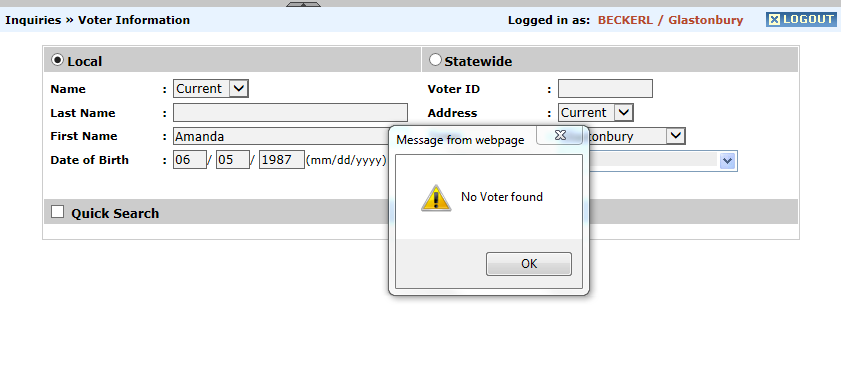 Inquiries » Voter Information Logged in as: BECKERL / Glastonbury LOGOUT
Local Statewide
Name : Current Voter ID :
Last Name : Address : Current
First Name Amanda tonbury
Date of Birth : 06 / 05 / 1987 (mm/dd/yyyy)
Quick Search
Message from webpage
No Voter found
OK